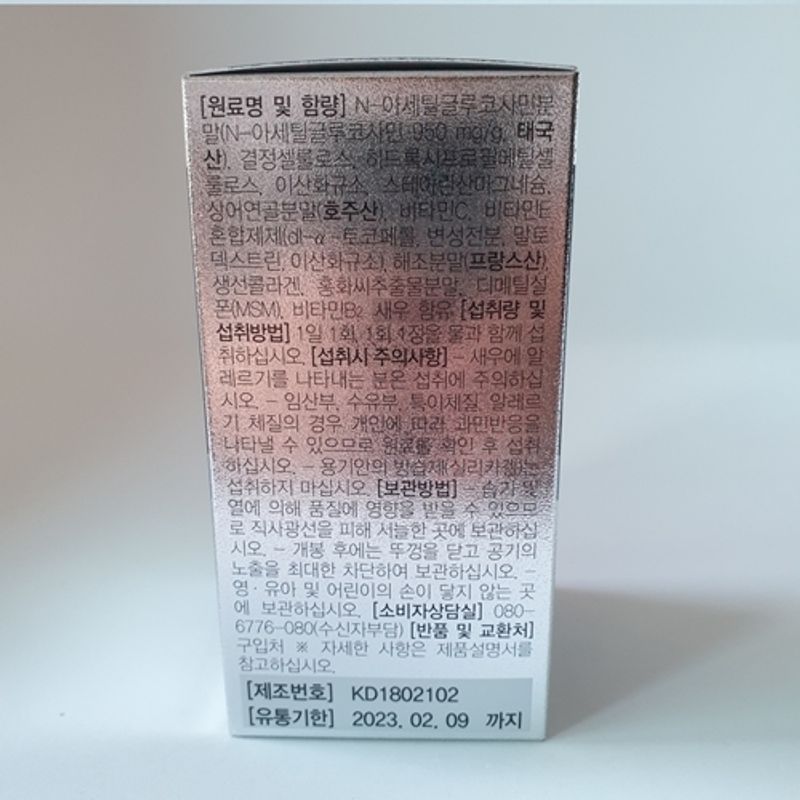 [원료명 및 함량] N-아세틸글루코사민분
말(N-아세틸글루코사민 950 mg/g, 태국
산), 결정셀룰로스, 히드록시프로필메틸셀
룰로스, 이산화규소, 스테아린산마그네슘,
상어연골분말(호주산), 비타민C, 비타민E
혼합제제(dl-α-토코페롤, 변성전분, 말토
덱스트린, 이산화규소), 해조분말(프랑스산),
생선콜라겐, 홍화씨추출물분말, 디메틸설
폰(MSM), 비타민B₂ 새우 함유 [섭취량 및
섭취방법] 1일 1회, 1회 1정을 물과 함께 섭
취하십시오. [섭취시 주의사항] - 새우에 알
레르기를 나타내는 분은 섭취에 주의하십
시오. - 임산부, 수유부, 특이체질, 알레르
기 체질의 경우 개인에 따라 과민반응을
나타낼 수 있으므로 원료를 확인 후 섭취
하십시오. - 용기안의 방습제(실리카겔)는
섭취하지 마십시오. [보관방법] - 습기 및
열에 의해 품질에 영향을 받을 수 있으므
로 직사광선을 피해 서늘한 곳에 보관하십
시오. - 개봉 후에는 뚜껑을 닫고 공기의
노출을 최대한 차단하여 보관하십시오. -
영·유아 및 어린이의 손이 닿지 않는 곳
에 보관하십시오. [소비자상담실] 080-
6776-080(수신자부담) [반품 및 교환처]
구입처 ※ 자세한 사항은 제품설명서를
참고하십시오.
[제조번호] KD1802102
[유통기한] 2023. 02. 09 까지